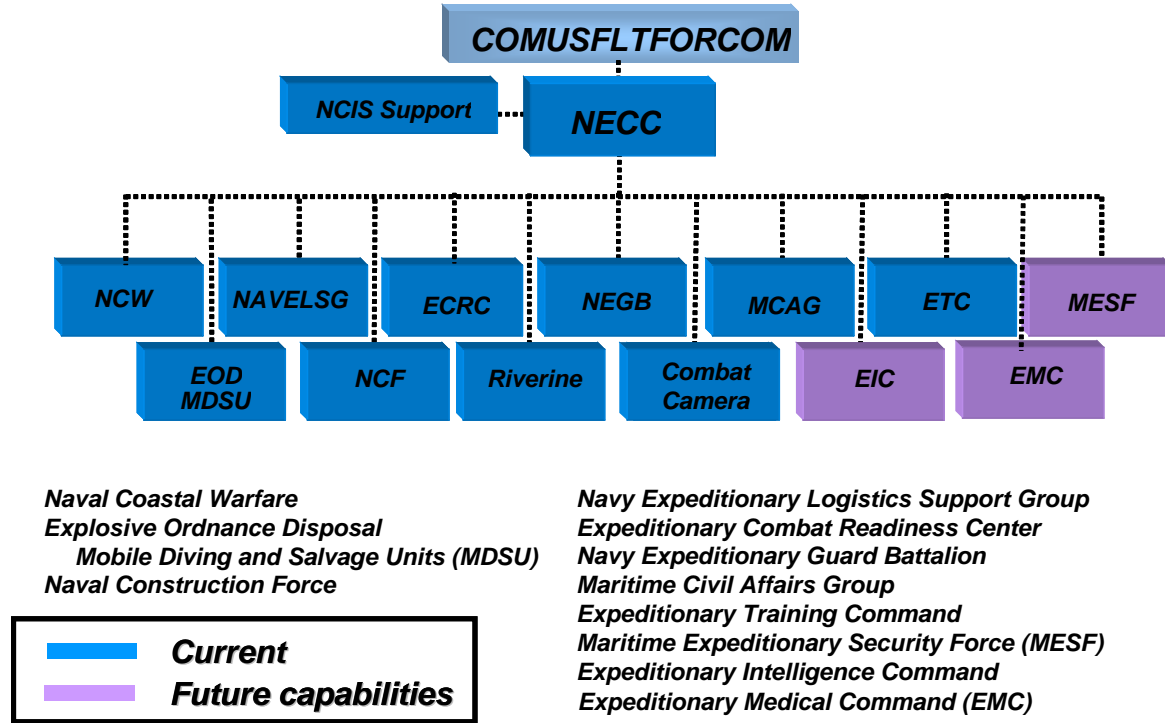 COMUSFLTFORCOM
NCIS Support
NECC
NCW
NAVELSG
ECRC
NEGB
MCAG
ETC
MESF
EOD
MDSU
NCF
Riverine
Combat
Camera
EIC
EMC
Naval Coastal Warfare
Explosive Ordnance Disposal
Mobile Diving and Salvage Units (MDSU)
Naval Construction Force
Navy Expeditionary Logistics Support Group
Expeditionary Combat Readiness Center
Navy Expeditionary Guard Battalion
Maritime Civil Affairs Group
Expeditionary Training Command
Maritime Expeditionary Security Force (MESF)
Expeditionary Intelligence Command
Expeditionary Medical Command (EMC)
Current
Future capabilities